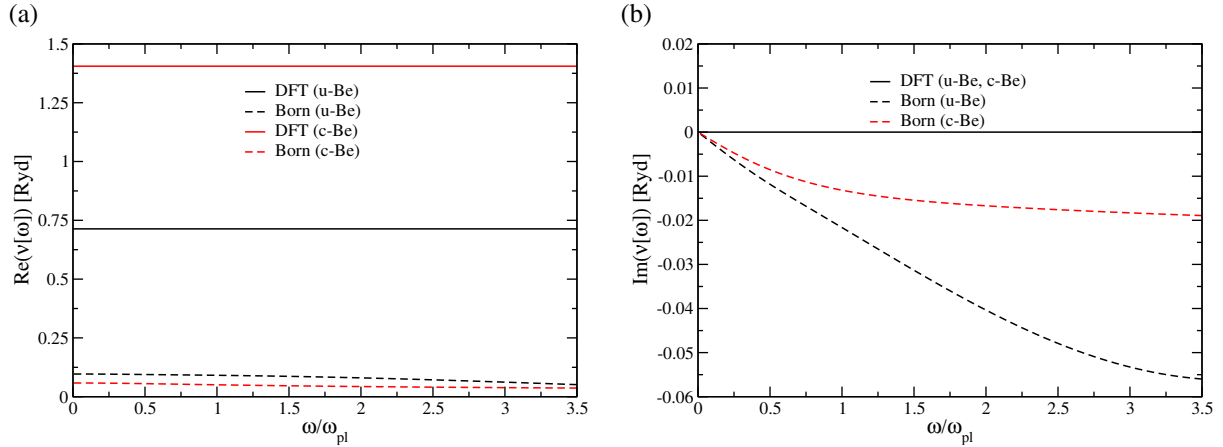 (a)
1.5
1.25
1
0.75
0.5
0.25
0
Re(ν[ω]) [Ryd]
DFT (u-Be)
Born (u-Be)
DFT (c-Be)
Born (c-Be)
0 0.5 1 1.5 2 2.5 3 3.5
ω/ω_pl
(b)
0.02
0.01
0
-0.01
-0.02
-0.03
-0.04
-0.05
-0.06
Im(ν[ω]) [Ryd]
DFT (u-Be, c-Be)
Born (u-Be)
Born (c-Be)
0 0.5 1 1.5 2 2.5 3 3.5
ω/ω_pl